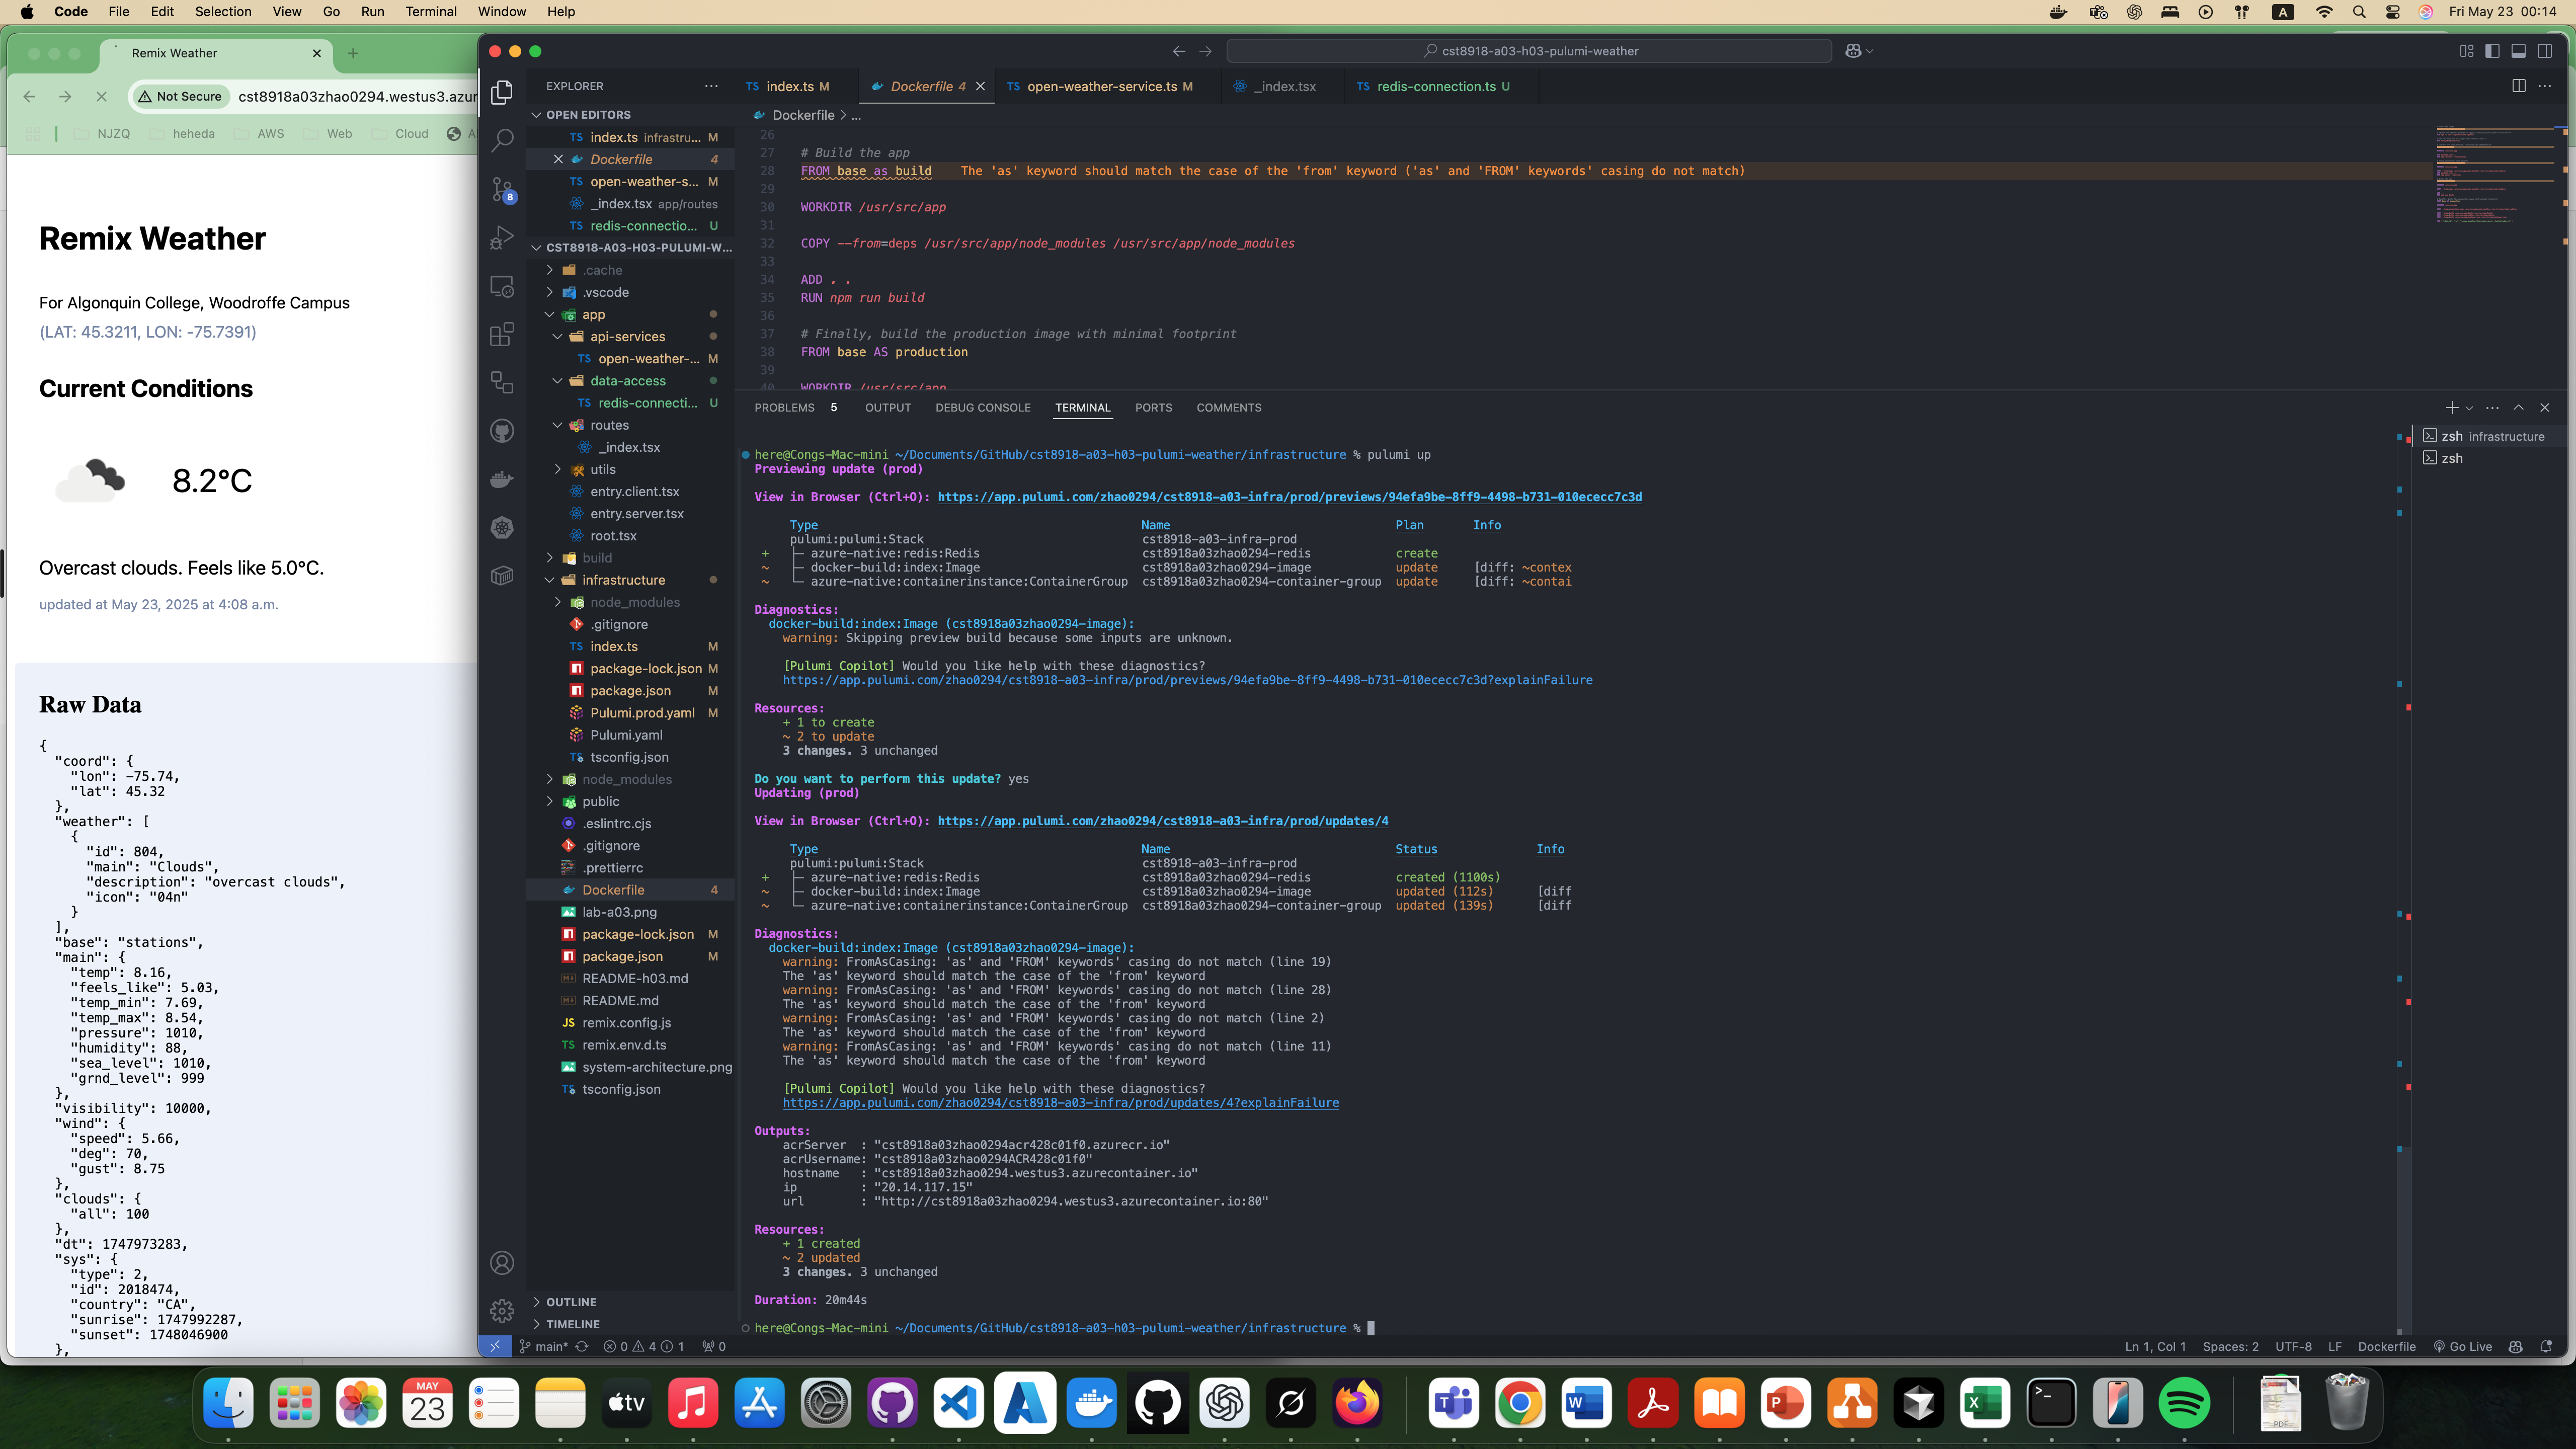 Code File Edit Selection View Go Run Terminal Window Help
A Fri May 23 00:14
Remix Weather
Not Secure cst8918a03zhao0294.westus3.azur
NJZQ heheda AWS Web Cloud
Remix Weather
For Algonquin College, Woodroffe Campus
(LAT: 45.3211, LON: -75.7391)
Current Conditions
8.2°C
Overcast clouds. Feels like 5.0°C.
updated at May 23, 2025 at 4:08 a.m.
Raw Data
{
"coord": {
"lon": -75.74,
"lat": 45.32
},
"weather": [
{
"id": 804,
"main": "Clouds",
"description": "overcast clouds",
"icon": "04n"
}
],
"base": "stations",
"main": {
"temp": 8.16,
"feels_like": 5.03,
"temp_min": 7.69,
"temp_max": 8.54,
"pressure": 1010,
"humidity": 88,
"sea_level": 1010,
"grnd_level": 999
},
"visibility": 10000,
"wind": {
"speed": 5.66,
"deg": 70,
"gust": 8.75
},
"clouds": {
"all": 100
},
"dt": 1747973283,
"sys": {
"type": 2,
"id": 2018474,
"country": "CA",
"sunrise": 1747992287,
"sunset": 1748046900
},
cst8918-a03-h03-pulumi-weather
EXPLORER
OPEN EDITORS
TS index.ts infrastru... M
Dockerfile 4
open-weather-s... M
_index.tsx app/routes
TS redis-connectio... U
CST8918-A03-H03-PULUMI-W...
.cache
.vscode
app
api-services
TS open-weather-... M
data-access
TS redis-connecti... U
routes
_index.tsx
utils
entry.client.tsx
entry.server.tsx
root.tsx
build
infrastructure
node_modules
.gitignore
TS index.ts M
package-lock.json M
package.json M
Pulumi.prod.yaml M
Pulumi.yaml
tsconfig.json
node_modules
public
.eslintrc.cjs
.gitignore
.prettierrc
Dockerfile 4
lab-a03.png
package-lock.json M
package.json M
README-h03.md
README.md
JS remix.config.js
TS remix.env.d.ts
system-architecture.png
tsconfig.json
OUTLINE
TIMELINE
8
TS index.ts M Dockerfile 4 TS open-weather-service.ts M _index.tsx TS redis-connection.ts U
Dockerfile > ...
26
27 # Build the app
28 FROM base as build The 'as' keyword should match the case of the 'from' keyword ('as' and 'FROM' keywords' casing do not match)
29
30 WORKDIR /usr/src/app
31
32 COPY --from=deps /usr/src/app/node_modules /usr/src/app/node_modules
33
34 ADD . .
35 RUN npm run build
36
37 # Finally, build the production image with minimal footprint
38 FROM base AS production
39
40 WORKDIR /usr/src/app
PROBLEMS 5 OUTPUT DEBUG CONSOLE TERMINAL PORTS COMMENTS
zsh infrastructure
zsh
here@Congs-Mac-mini ~/Documents/GitHub/cst8918-a03-h03-pulumi-weather/infrastructure % pulumi up
Previewing update (prod)
View in Browser (Ctrl+O): https://app.pulumi.com/zhao0294/cst8918-a03-infra/prod/previews/94efa9be-8ff9-4498-b731-010ececc7c3d
Type Name Plan Info
pulumi:pulumi:Stack cst8918-a03-infra-prod
+ ├─ azure-native:redis:Redis cst8918a03zhao0294-redis create
~ ├─ docker-build:index:Image cst8918a03zhao0294-image update [diff: ~contex
~ └─ azure-native:containerinstance:ContainerGroup cst8918a03zhao0294-container-group update [diff: ~contai
Diagnostics:
docker-build:index:Image (cst8918a03zhao0294-image):
warning: Skipping preview build because some inputs are unknown.
[Pulumi Copilot] Would you like help with these diagnostics?
https://app.pulumi.com/zhao0294/cst8918-a03-infra/prod/previews/94efa9be-8ff9-4498-b731-010ececc7c3d?explainFailure
Resources:
+ 1 to create
~ 2 to update
3 changes. 3 unchanged
Do you want to perform this update? yes
Updating (prod)
View in Browser (Ctrl+O): https://app.pulumi.com/zhao0294/cst8918-a03-infra/prod/updates/4
Type Name Status Info
pulumi:pulumi:Stack cst8918-a03-infra-prod
+ ├─ azure-native:redis:Redis cst8918a03zhao0294-redis created (1100s)
~ ├─ docker-build:index:Image cst8918a03zhao0294-image updated (112s) [diff
~ └─ azure-native:containerinstance:ContainerGroup cst8918a03zhao0294-container-group updated (139s) [diff
Diagnostics:
docker-build:index:Image (cst8918a03zhao0294-image):
warning: FromAsCasing: 'as' and 'FROM' keywords' casing do not match (line 19)
The 'as' keyword should match the case of the 'from' keyword
warning: FromAsCasing: 'as' and 'FROM' keywords' casing do not match (line 28)
The 'as' keyword should match the case of the 'from' keyword
warning: FromAsCasing: 'as' and 'FROM' keywords' casing do not match (line 2)
The 'as' keyword should match the case of the 'from' keyword
warning: FromAsCasing: 'as' and 'FROM' keywords' casing do not match (line 11)
The 'as' keyword should match the case of the 'from' keyword
[Pulumi Copilot] Would you like help with these diagnostics?
https://app.pulumi.com/zhao0294/cst8918-a03-infra/prod/updates/4?explainFailure
Outputs:
acrServer : "cst8918a03zhao0294acr428c01f0.azurecr.io"
acrUsername: "cst8918a03zhao0294ACR428c01f0"
hostname : "cst8918a03zhao0294.westus3.azurecontainer.io"
ip : "20.14.117.15"
url : "http://cst8918a03zhao0294.westus3.azurecontainer.io:80"
Resources:
+ 1 created
~ 2 updated
3 changes. 3 unchanged
Duration: 20m44s
here@Congs-Mac-mini ~/Documents/GitHub/cst8918-a03-h03-pulumi-weather/infrastructure %
main* 0 4 1 0 Ln 1, Col 1 Spaces: 2 UTF-8 LF Dockerfile Go Live
MAY
23
tv
PDF